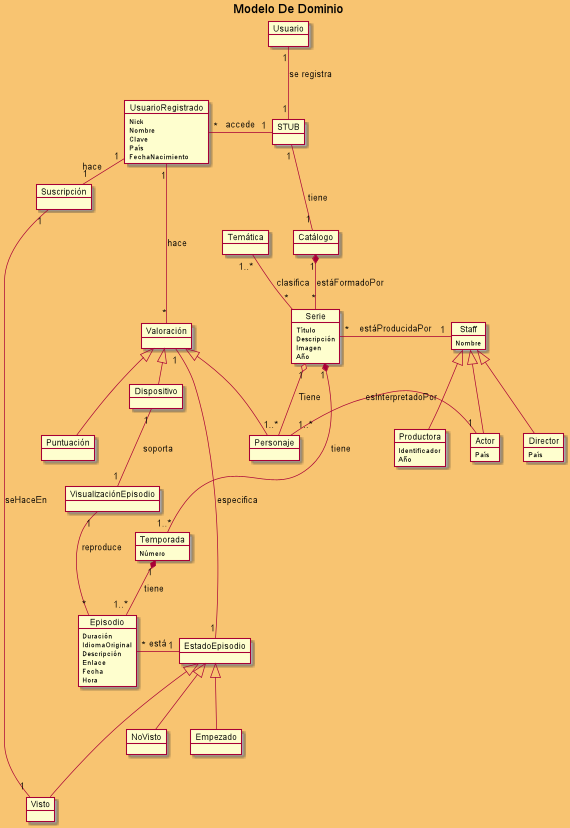 Modelo De Dominio
Usuario
1
se registra
1
UsuarioRegistrado
Nick
Nombre
Clave
País
FechaNacimiento
* accede 1
STUB
1
1
1
hace
1
Suscripción
1
tiene
1
hace
Temática
Catálogo
1..*
1
clasifica
estáFormadoPor
*
*
*
Valoración
Serie
Título
Descripción
Imagen
Año
* estáProducidaPor 1
Staff
Nombre
1
1
1
Dispositivo
1
Tiene
esInterpretadoPor
1..*
1..*
1
Puntuación
soporta
Personaje
tiene
Productora
Identificador
Año
Actor
País
Director
País
1
VisualizaciónEpisodio
seHaceEn
especifica
1
1..*
Temporada
Número
reproduce
1
tiene
*
1..*
Episodio
Duración
IdiomaOriginal
Descripción
Enlace
Fecha
Hora
1
* está 1
EstadoEpisodio
NoVisto
Empezado
1
Visto